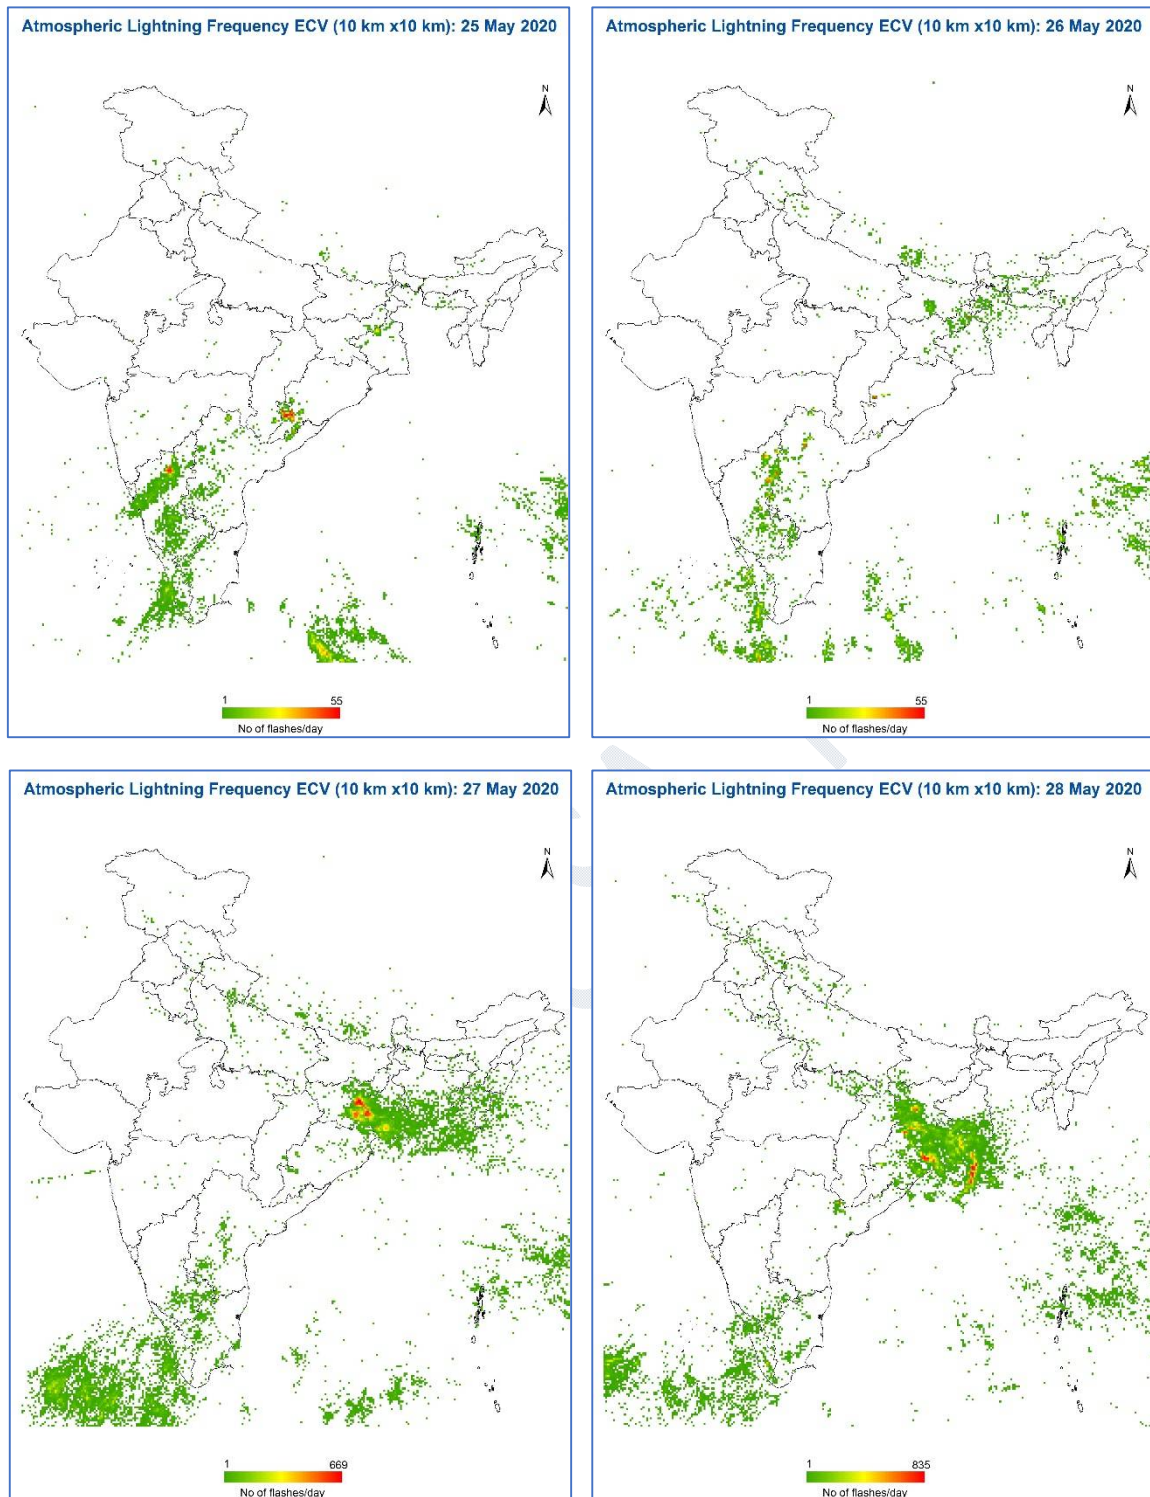 Atmospheric Lightning Frequency ECV (10 km x10 km): 25 May 2020
N
1 55
No of flashes/day
Atmospheric Lightning Frequency ECV (10 km x10 km): 26 May 2020
N
1 55
No of flashes/day
Atmospheric Lightning Frequency ECV (10 km x10 km): 27 May 2020
N
1 669
No of flashes/day
Atmospheric Lightning Frequency ECV (10 km x10 km): 28 May 2020
N
1 835
No of flashes/day